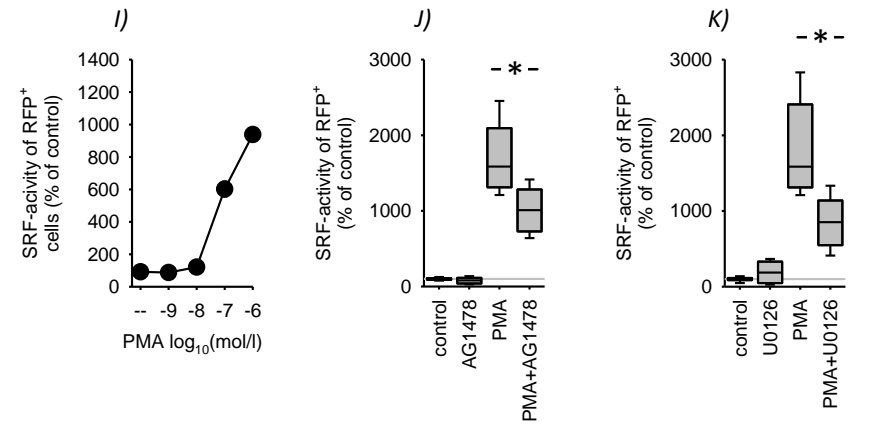 I)
1400
1200
1000
800
600
400
200
0
SRF-acivity of RFP+
cells (% of control)
-- -9 -8 -7 -6
PMA log10(mol/l)
J)
- * -
3000
2000
1000
0
SRF-activity of RFP+
(% of control)
control
AG1478
PMA
PMA+AG1478
K)
- * -
3000
2000
1000
0
SRF-activity of RFP+
(% of control)
control
U0126
PMA
PMA+U0126